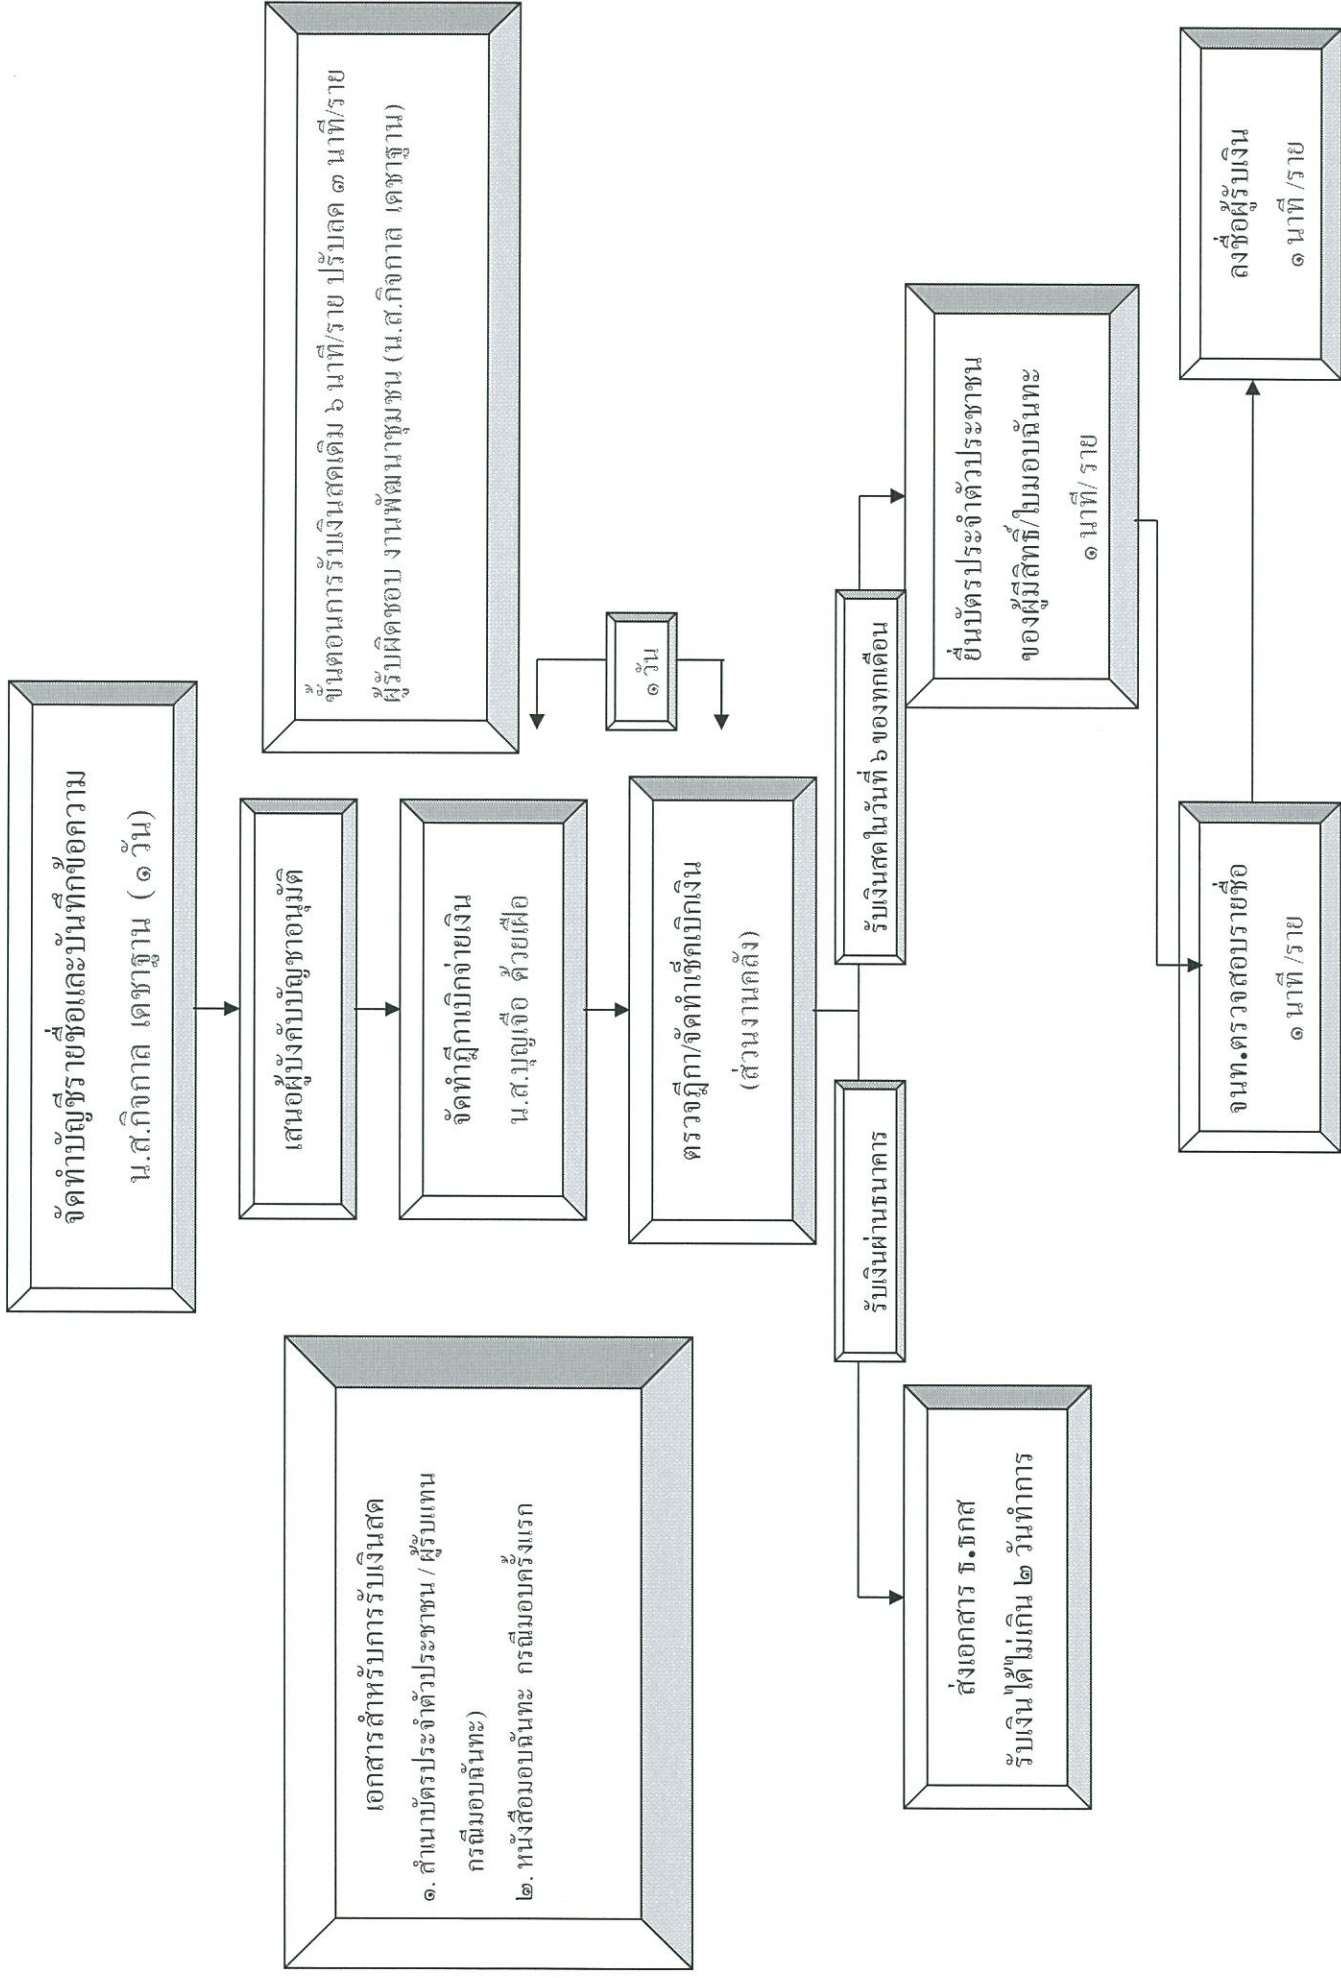 จัดทำบัญชีรายชื่อและบันทึกข้อความ
น.ส.กิจกาล เดชาฐาน (๑ วัน)
เสนอผู้บังคับบัญชาอนุมัติ
ขั้นตอนการรับเงินสดเดิม ๖ นาที/ราย ปรับลด ๓ นาที/ราย
ผู้รับผิดชอบ งานพัฒนาชุมชน (น.ส.กิจกาล เดชาฐาน)
จัดทำฎีกาเบิกจ่ายเงิน
น.ส.บุญเจือ ด้วยเฝือ
เอกสารสำหรับการรับเงินสด
๑. สำเนาบัตรประจำตัวประชาชน / ผู้รับแทน
กรณีมอบฉันทะ)
๒. หนังสือมอบฉันทะ กรณีมอบครั้งแรก
๑ วัน
ตรวจฎีกา/จัดทำเช็คเบิกเงิน
(ส่วนงานคลัง)
รับเงินผ่านธนาคาร
รับเงินสดในวันที่ ๖ ของทุกเดือน
ส่งเอกสาร ธ.ธกส
รับเงินได้ไม่เกิน ๒ วันทำการ
ยื่นบัตรประจำตัวประชาชน
ของผู้มีสิทธิ์/ใบมอบฉันทะ
๑ นาที/ ราย
จนท.ตรวจสอบรายชื่อ
๑ นาที /ราย
ลงชื่อผู้รับเงิน
๑ นาที /ราย